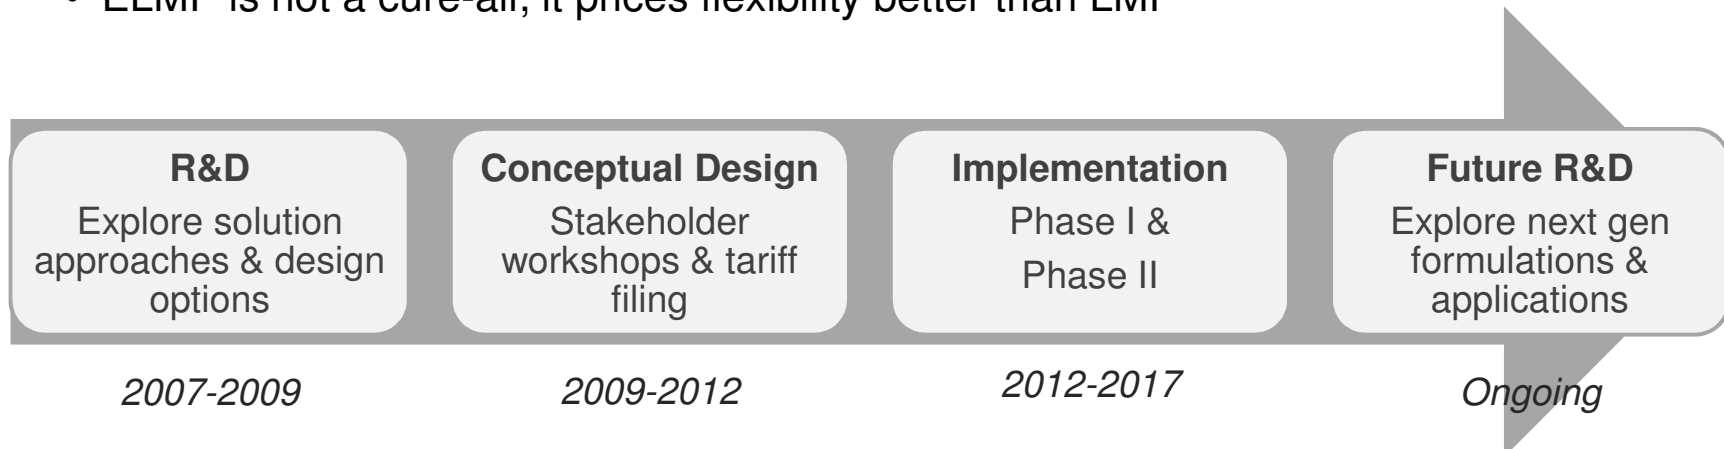 • ELMP is not a cure-all; it prices flexibility better than LMP
R&D
Explore solution
approaches & design
options
2007-2009
Conceptual Design
Stakeholder
workshops & tariff
filing
2009-2012
Implementation
Phase I &
Phase II
2012-2017
Future R&D
Explore next gen
formulations &
applications
Ongoing